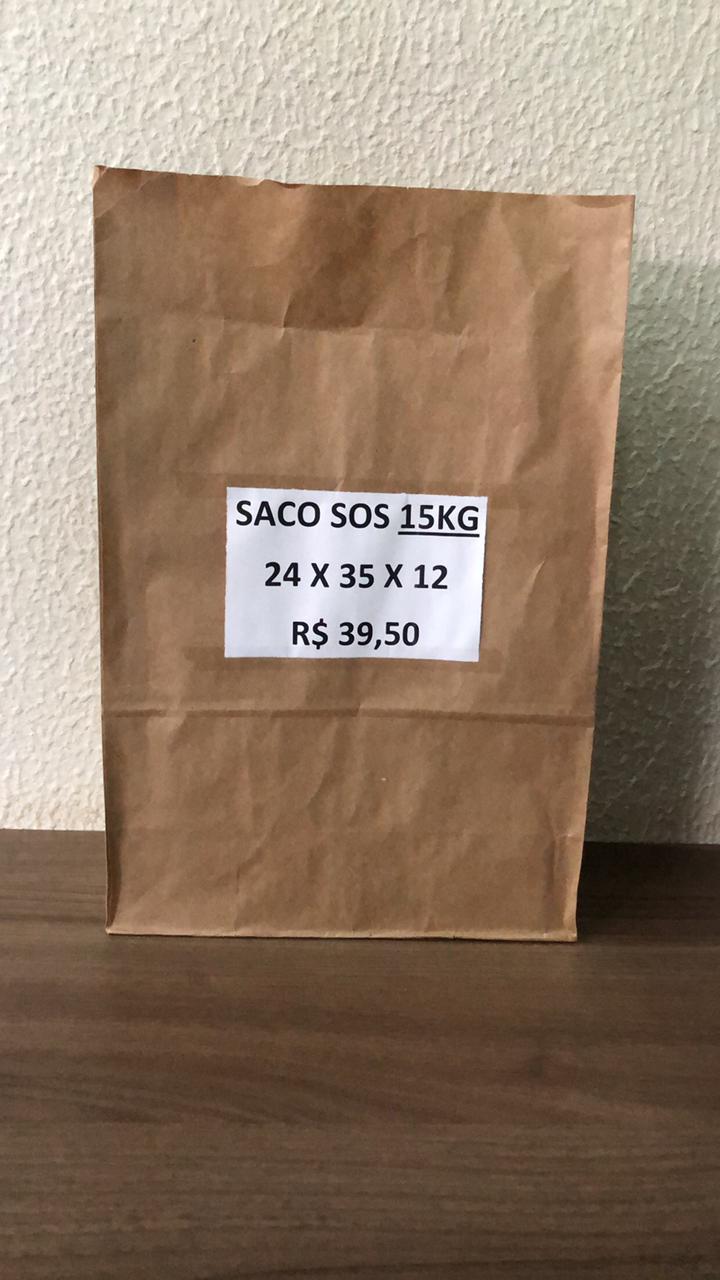 SACO SOS 15KG
24 X 35 X 12
R$ 39,50